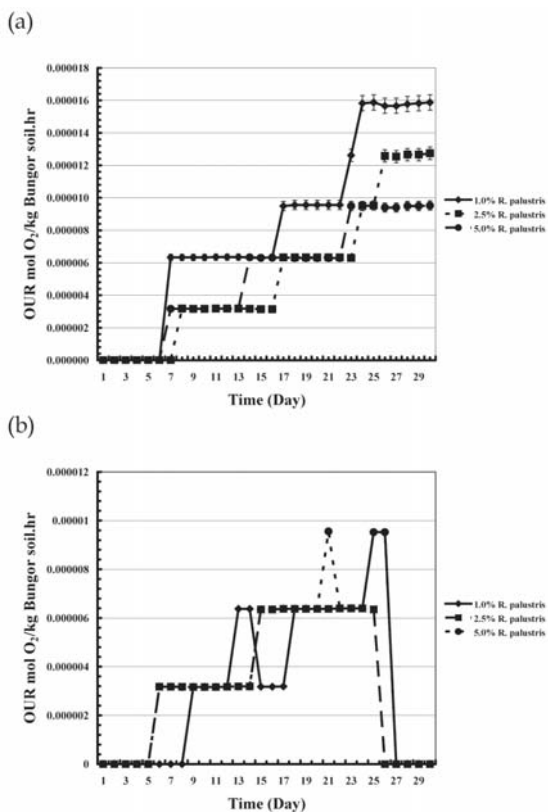 (a)
OUR mol O₂/kg Bungor soil.hr
0.000018
0.000016
0.000014
0.000012
0.000010
0.000008
0.000006
0.000004
0.000002
0.000000
1 3 5 7 9 11 13 15 17 19 21 23 25 27 29
Time (Day)
1.0% R. palustris
2.5% R. palustris
5.0% R. palustris
(b)
OUR mol O₂/kg Bungor soil.hr
0.000012
0.00001
0.000008
0.000006
0.000004
0.000002
0
1 3 5 7 9 11 13 15 17 19 21 23 25 27 29
Time (Day)
1.0% R. palustris
2.5% R. palustris
5.0% R. palustris